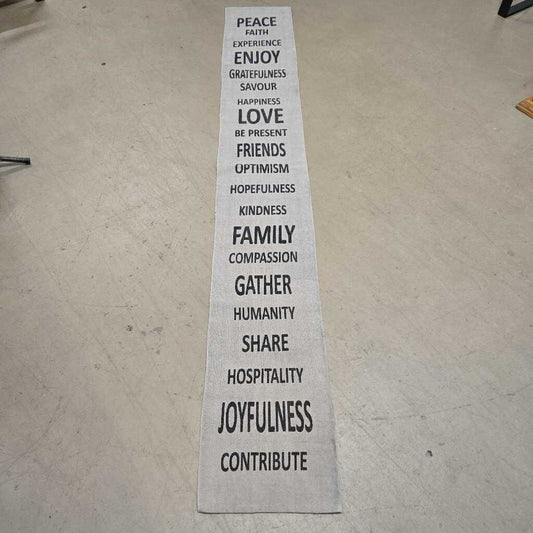 PEACE
FAITH
EXPERIENCE
ENJOY
GRATEFULNESS
SAVOUR
HAPPINESS
LOVE
BE PRESENT
FRIENDS
OPTIMISM
HOPEFULNESS
KINDNESS
FAMILY
COMPASSION
GATHER
HUMANITY
SHARE
HOSPITALITY
JOYFULNESS
CONTRIBUTE